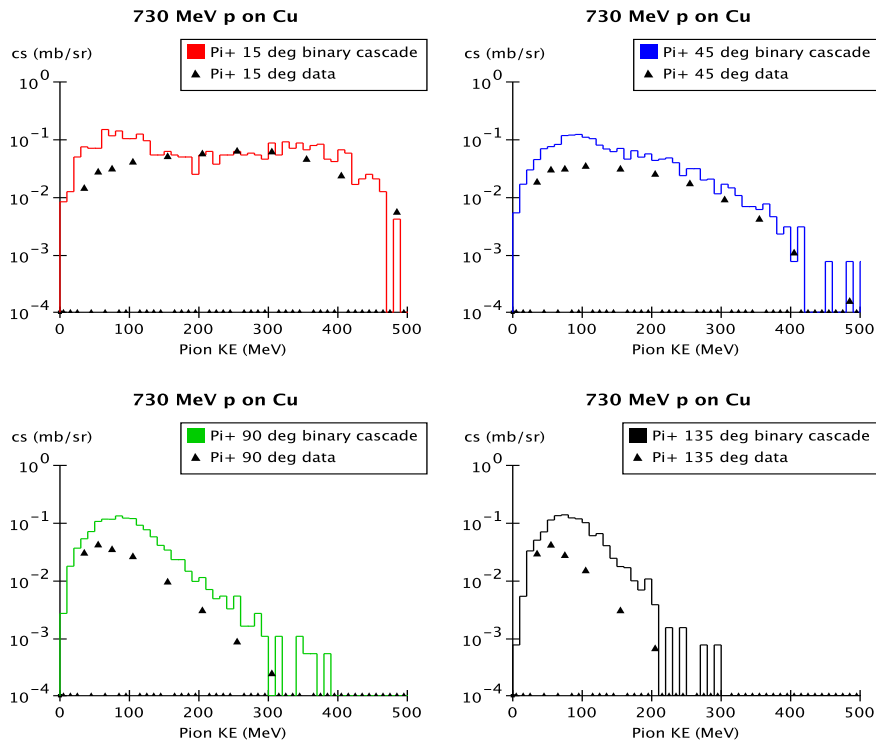 730 MeV p on Cu
cs (mb/sr)
Pi+ 15 deg binary cascade
Pi+ 15 deg data
10^0
10^-1
10^-2
10^-3
10^-4
0 100 200 300 400 500
Pion KE (MeV)
730 MeV p on Cu
cs (mb/sr)
Pi+ 45 deg binary cascade
Pi+ 45 deg data
10^0
10^-1
10^-2
10^-3
10^-4
0 100 200 300 400 500
Pion KE (MeV)
730 MeV p on Cu
cs (mb/sr)
Pi+ 90 deg binary cascade
Pi+ 90 deg data
10^0
10^-1
10^-2
10^-3
10^-4
0 100 200 300 400 500
Pion KE (MeV)
730 MeV p on Cu
cs (mb/sr)
Pi+ 135 deg binary cascade
Pi+ 135 deg data
10^0
10^-1
10^-2
10^-3
10^-4
0 100 200 300 400 500
Pion KE (MeV)